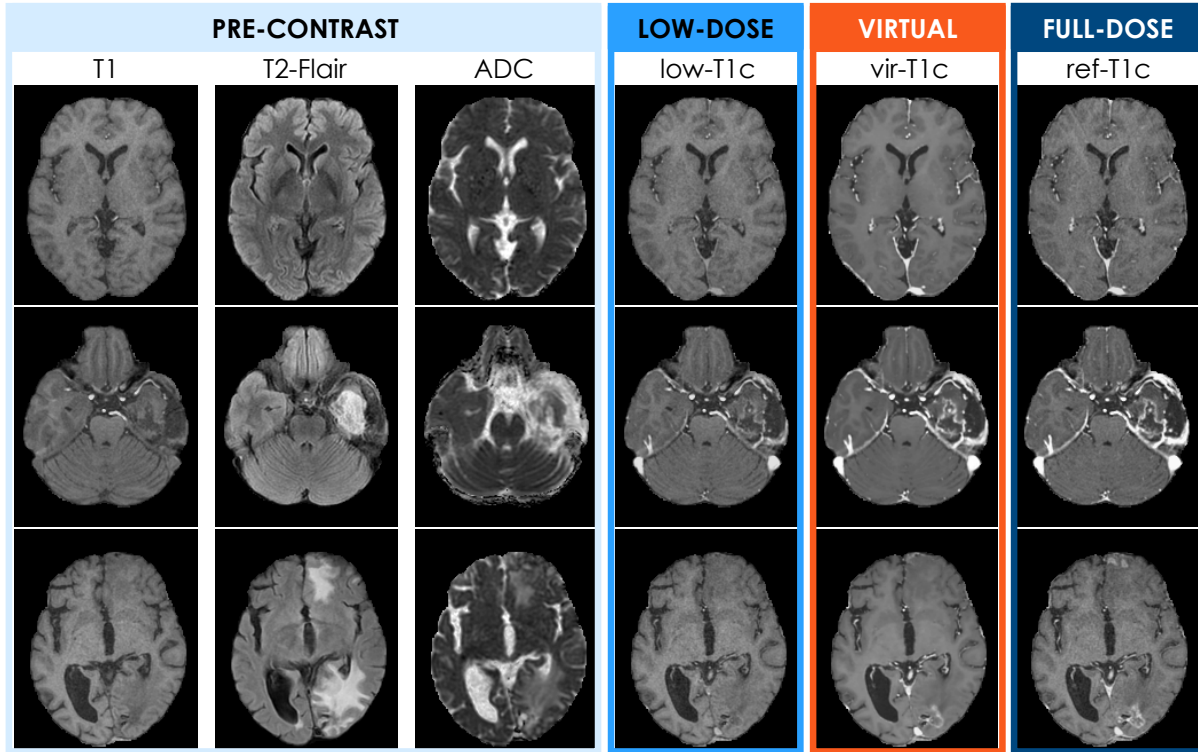 PRE-CONTRAST LOW-DOSE VIRTUAL FULL-DOSE
T1 T2-Flair ADC low-T1c vir-T1c ref-T1c